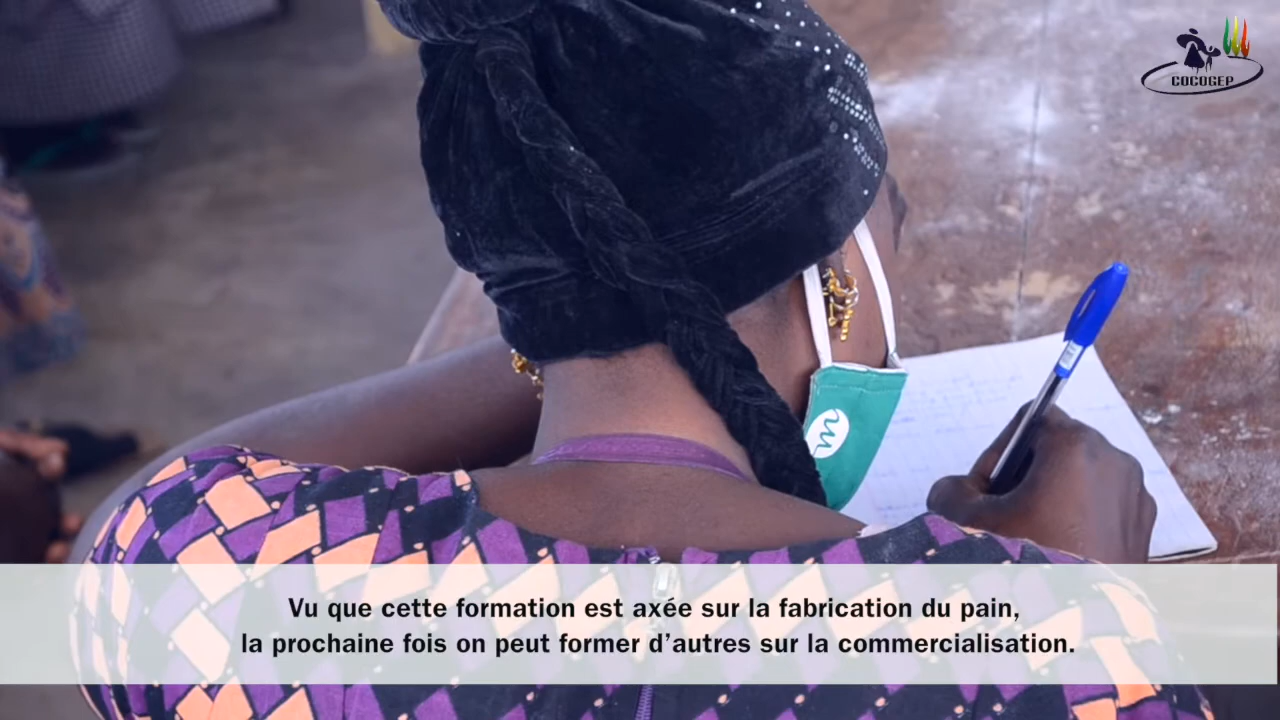 COCOGEP
m
Vu que cette formation est axée sur la fabrication du pain,
la prochaine fois on peut former d'autres sur la commercialisation.